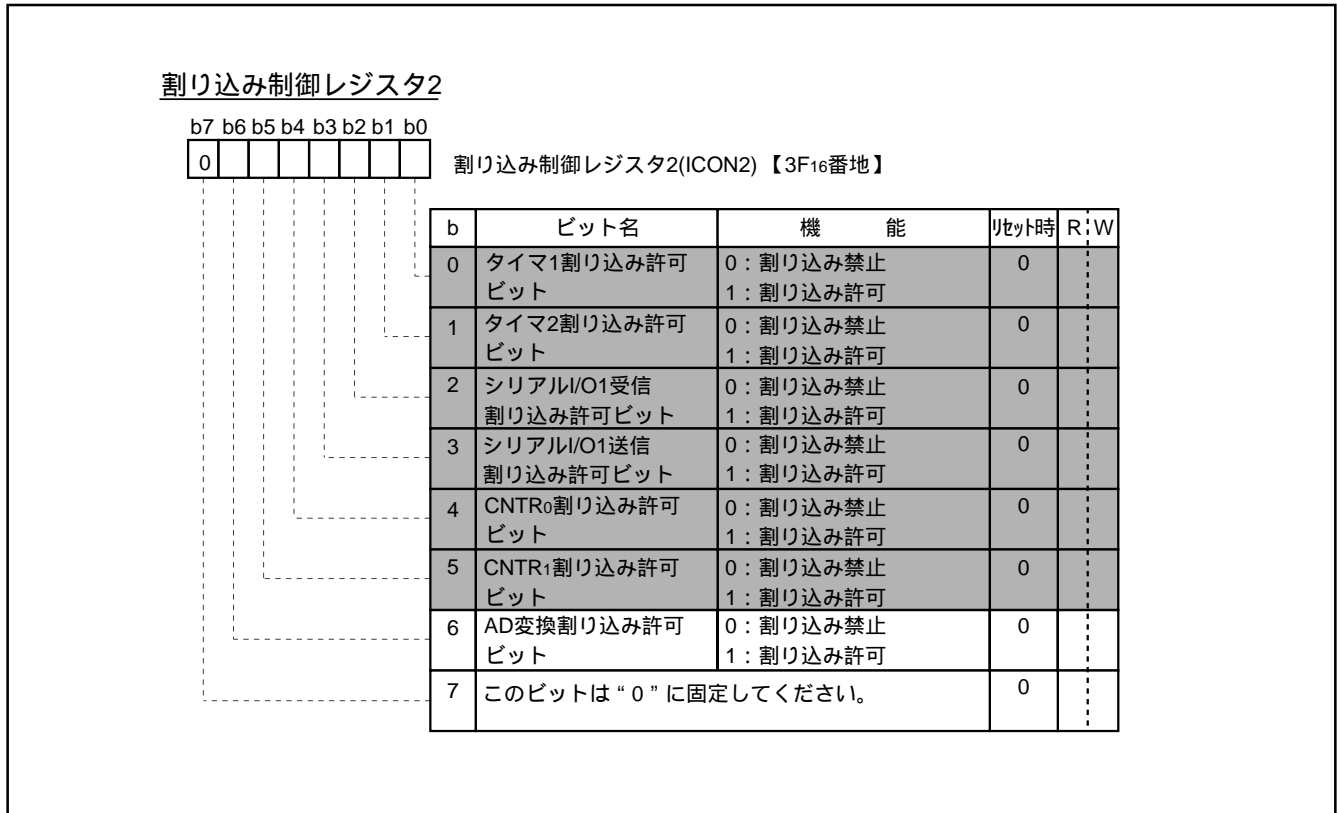 割り込み制御レジスタ2
b7 b6 b5 b4 b3 b2 b1 b0
0
割り込み制御レジスタ2(ICON2)【3F16番地】
b ビット名 機 能 リセット時 R W
0 タイマ1割り込み許可 0：割り込み禁止 0
ビット 1：割り込み許可
1 タイマ2割り込み許可 0：割り込み禁止 0
ビット 1：割り込み許可
2 シリアルI/O1受信 0：割り込み禁止 0
割り込み許可ビット 1：割り込み許可
3 シリアルI/O1送信 0：割り込み禁止 0
割り込み許可ビット 1：割り込み許可
4 CNTR0割り込み許可 0：割り込み禁止 0
ビット 1：割り込み許可
5 CNTR1割り込み許可 0：割り込み禁止 0
ビット 1：割り込み許可
6 AD変換割り込み許可 0：割り込み禁止 0
ビット 1：割り込み許可
7 このビットは“0”に固定してください。 0